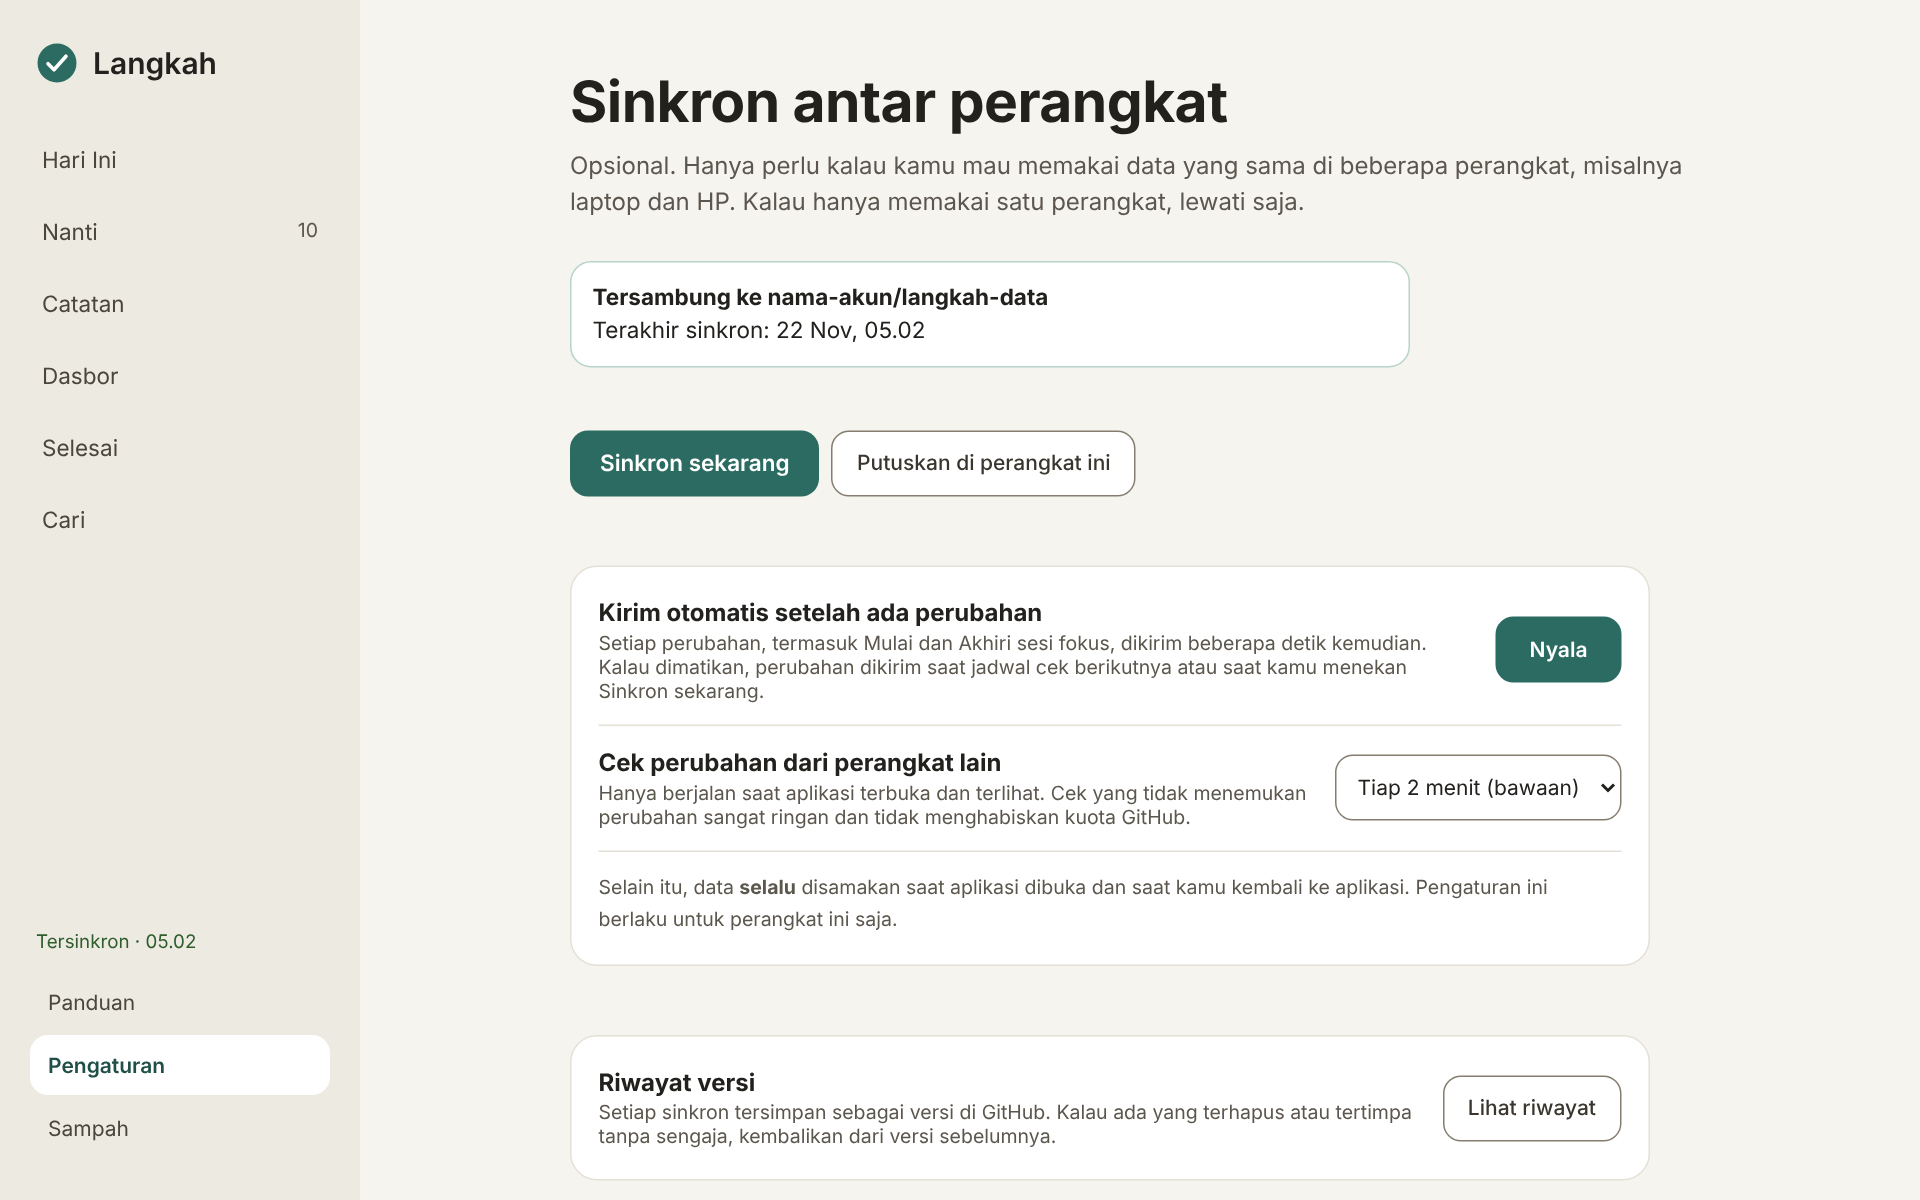 Langkah
Hari Ini
Nanti 10
Catatan
Dasbor
Selesai
Cari
Tersinkron · 05.02
Panduan
Pengaturan
Sampah
Sinkron antar perangkat
Opsional. Hanya perlu kalau kamu mau memakai data yang sama di beberapa perangkat, misalnya
laptop dan HP. Kalau hanya memakai satu perangkat, lewati saja.
Tersambung ke nama-akun/langkah-data
Terakhir sinkron: 22 Nov, 05.02
Sinkron sekarang
Putuskan di perangkat ini
Kirim otomatis setelah ada perubahan
Setiap perubahan, termasuk Mulai dan Akhiri sesi fokus, dikirim beberapa detik kemudian.
Kalau dimatikan, perubahan dikirim saat jadwal cek berikutnya atau saat kamu menekan
Sinkron sekarang.
Nyala
Cek perubahan dari perangkat lain
Hanya berjalan saat aplikasi terbuka dan terlihat. Cek yang tidak menemukan
perubahan sangat ringan dan tidak menghabiskan kuota GitHub.
Tiap 2 menit (bawaan)
Selain itu, data selalu disamakan saat aplikasi dibuka dan saat kamu kembali ke aplikasi. Pengaturan ini
berlaku untuk perangkat ini saja.
Riwayat versi
Setiap sinkron tersimpan sebagai versi di GitHub. Kalau ada yang terhapus atau tertimpa
tanpa sengaja, kembalikan dari versi sebelumnya.
Lihat riwayat